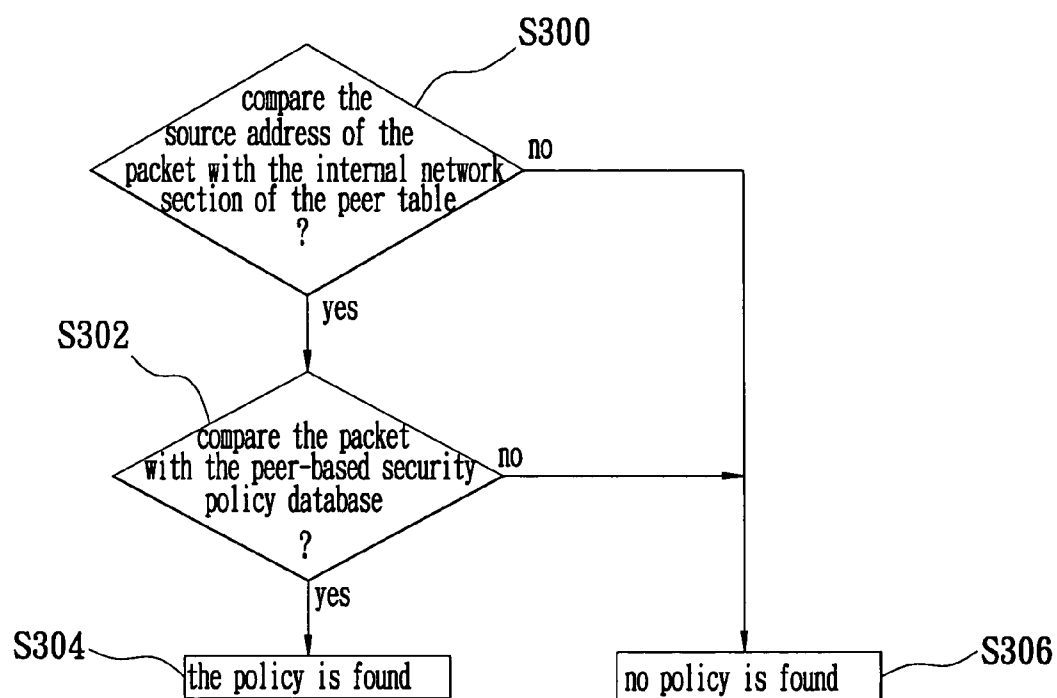 S300
compare the
source address of the
packet with the internal network
section of the peer table
?
no
yes
S302
compare the packet
with the peer-based security
policy database
?
no
yes
S304
the policy is found
no policy is found
S306